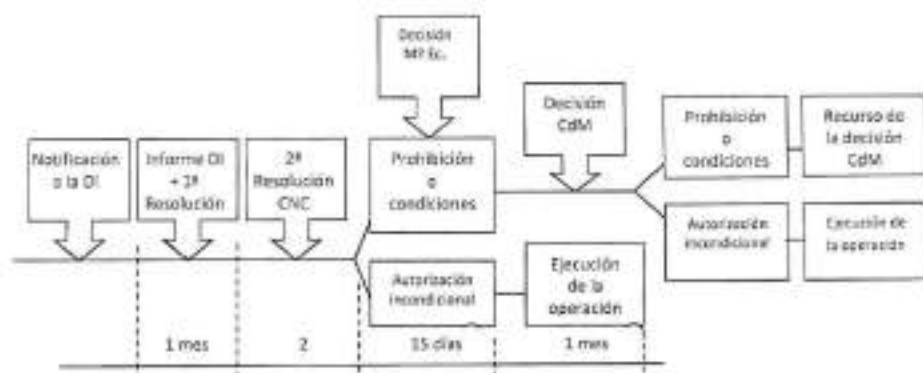 Decisión
Mº Ec.
Decisión
CdM
Prohibición
o
condiciones
Recurso de
la decisión
CdM
Notificación
a la DI
Informe DI
+ 1ª
Resolución
2ª
Resolución
CNC
Prohibición
o
condiciones
Autorización
incondicional
Ejecución de
la operación
Autorización
incondicional
Ejecución
de la
operación
1 mes
2
15 días
1 mes